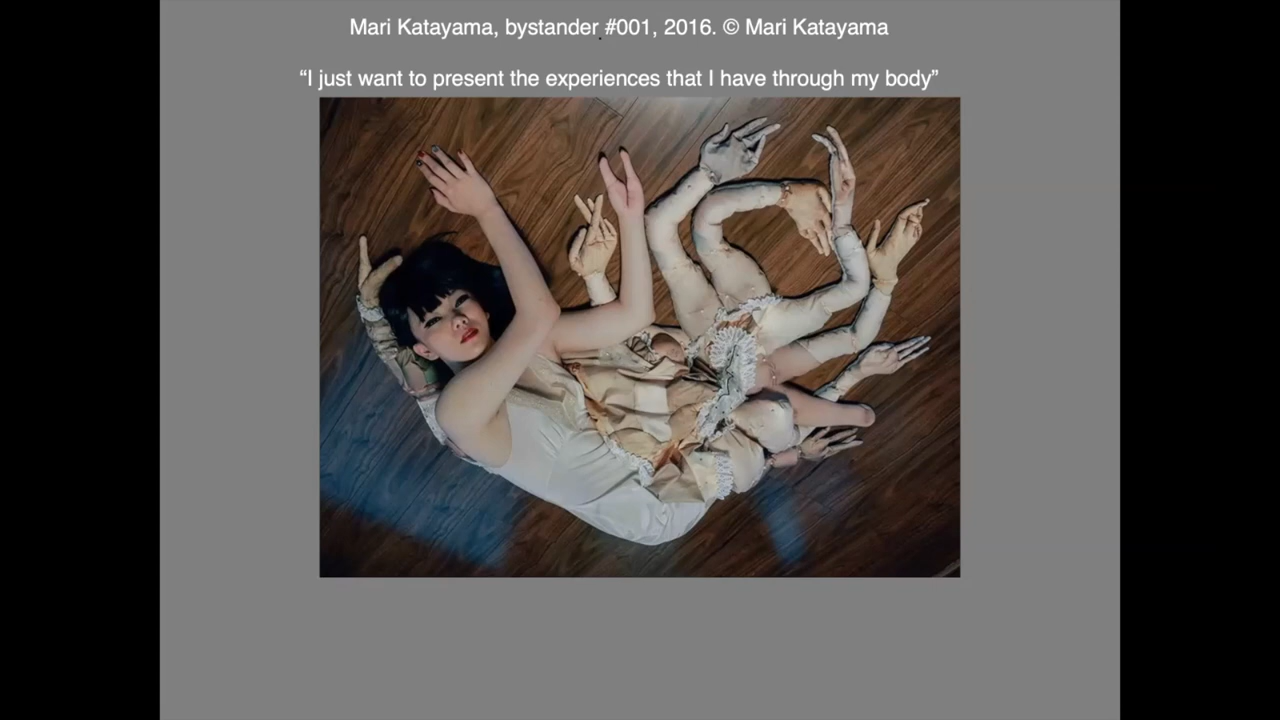 Mari Katayama, bystander #001, 2016. © Mari Katayama
“I just want to present the experiences that I have through my body”